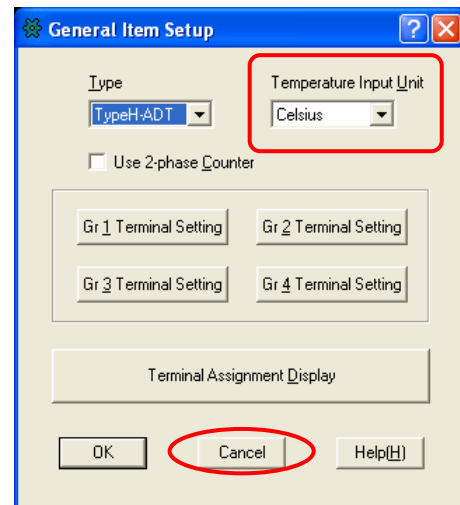 General Item Setup
Type
Temperature Input Unit
TypeH-ADT
Celsius
Use 2-phase Counter
Gr 1 Terminal Setting
Gr 2 Terminal Setting
Gr 3 Terminal Setting
Gr 4 Terminal Setting
Terminal Assignment Display
OK
Cancel
Help(H)